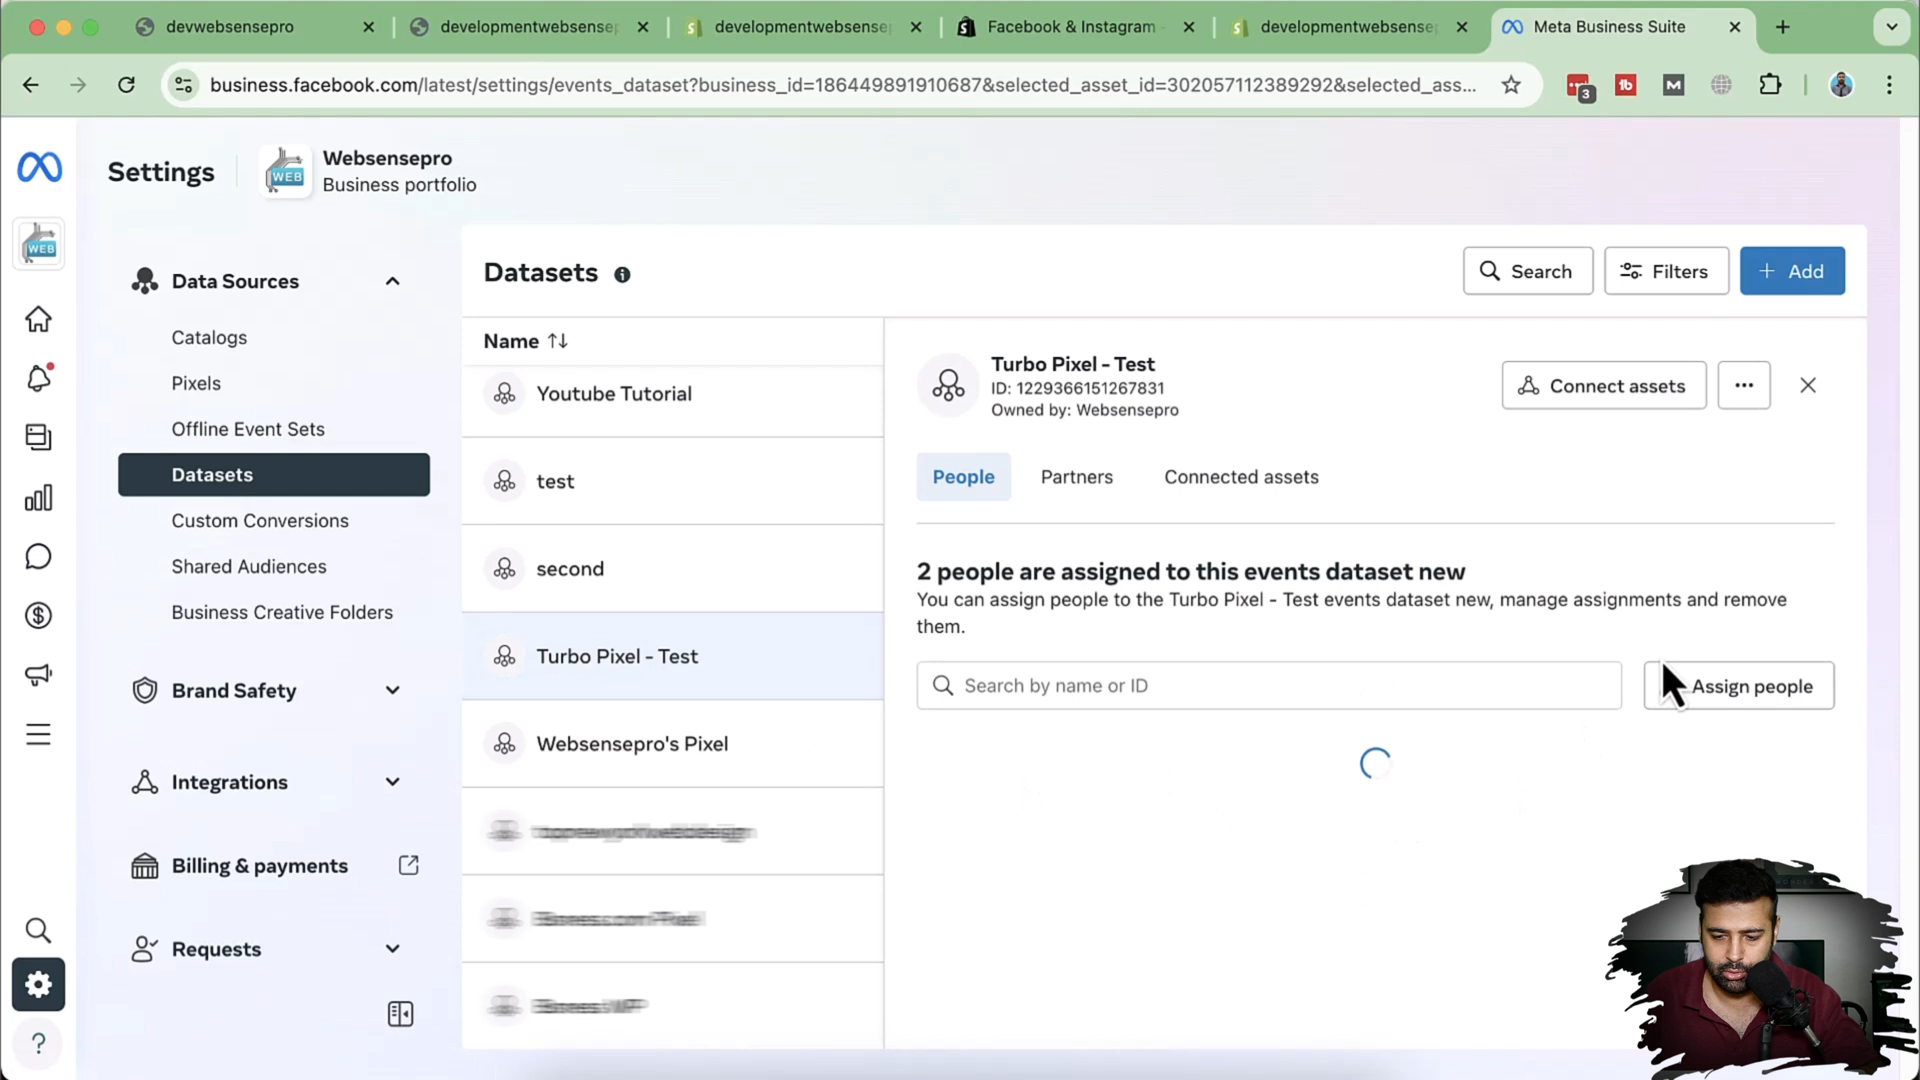 devwebsensepro
developmentwebsense
developmentwebsense
Facebook & Instagram
developmentwebsense
Meta Business Suite
business.facebook.com/latest/settings/events_dataset?business_id=186449891910687&selected_asset_id=302057112389292&selected_ass...
3
tb
M
Settings
WEB
Websensepro
Business portfolio
WEB
Data Sources
Catalogs
Pixels
Offline Event Sets
Datasets
Custom Conversions
Shared Audiences
Business Creative Folders
Brand Safety
Integrations
Billing & payments
Requests
Datasets
Search
Filters
+ Add
Name
Youtube Tutorial
test
second
Turbo Pixel - Test
Websensepro's Pixel
Turbo Pixel - Test
ID: 1229366151267831
Owned by: Websensepro
Connect assets
People
Partners
Connected assets
2 people are assigned to this events dataset new
You can assign people to the Turbo Pixel - Test events dataset new, manage assignments and remove
them.
Search by name or ID
Assign people